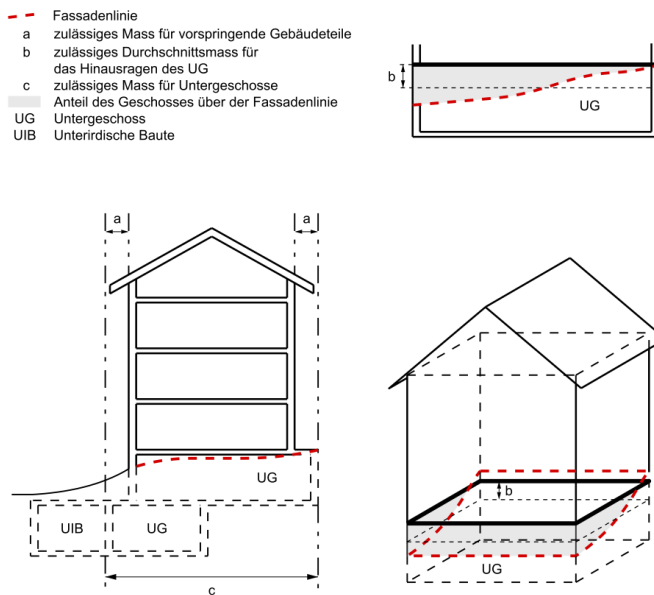 Fassadenlinie
a zulässiges Mass für vorspringende Gebäudeteile
b zulässiges Durchschnittsmass für
das Hinausragen des UG
c zulässiges Mass für Untergeschosse
Anteil des Geschosses über der Fassadenlinie
UG Untergeschoss
UIB Unterirdische Baute
b
UG
a
a
UG
UIB
UG
c
b
UG